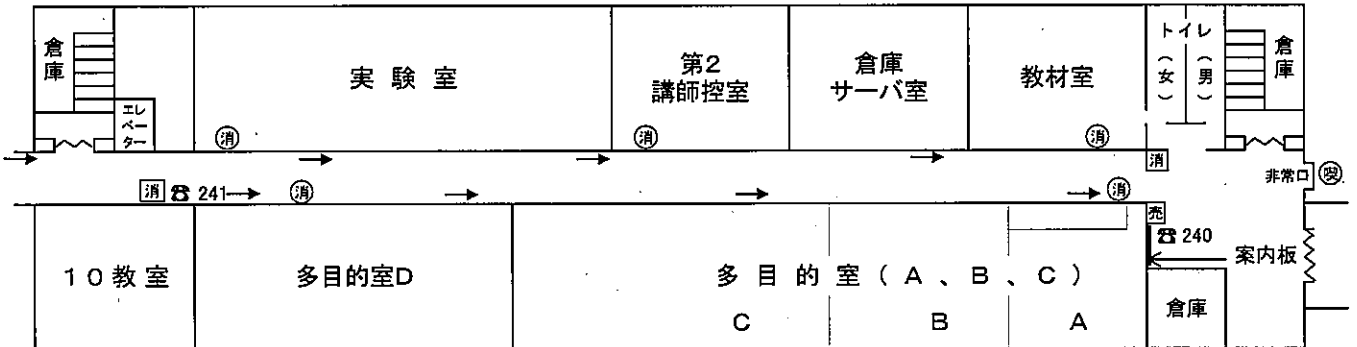 倉庫
エレベーター
実験室
第2
講師控室
倉庫
サーバ室
教材室
トイレ
(女)
(男)
倉庫
消
消
消
消
消
☎ 241
消
消
非常口
喫
売
☎ 240
案内板
10教室
多目的室D
多目的室(A、B、C)
C
B
A
倉庫